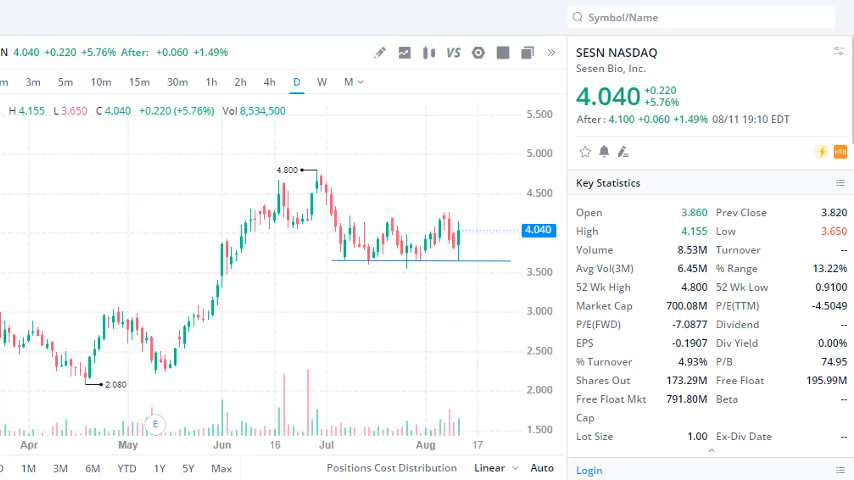 Symbol/Name
N 4.040 +0.220 +5.76% After: +0.060 +1.49%
VS
m 3m 5m 10m 15m 30m 1h 2h 4h D W M
H 4.155 L 3.650 C 4.040 +0.220 (+5.76%) Vol 8,534,500
5.500
5.000
4.800
4.500
4.040
3.500
3.000
2.500
2.080
2.000
1.500
E
Apr May Jun 16 Jul Aug 17
D 1M 3M 6M YTD 1Y 5Y Max Positions Cost Distribution Linear Auto
SESN NASDAQ
Sesen Bio, Inc.
4.040 +0.220
+5.76%
After : 4.100 +0.060 +1.49% 08/11 19:10 EDT
HTB
Key Statistics
Open 3.860 Prev Close 3.820
High 4.155 Low 3.650
Volume 8.53M Turnover --
Avg Vol(3M) 6.45M % Range 13.22%
52 Wk High 4.800 52 Wk Low 0.9100
Market Cap 700.08M P/E(TTM) -4.5049
P/E(FWD) -7.0877 Dividend --
EPS -0.1907 Div Yield 0.00%
% Turnover 4.93% P/B 74.95
Shares Out 173.29M Free Float 195.99M
Free Float Mkt 791.80M Beta --
Cap
Lot Size 1.00 Ex-Div Date --
Login